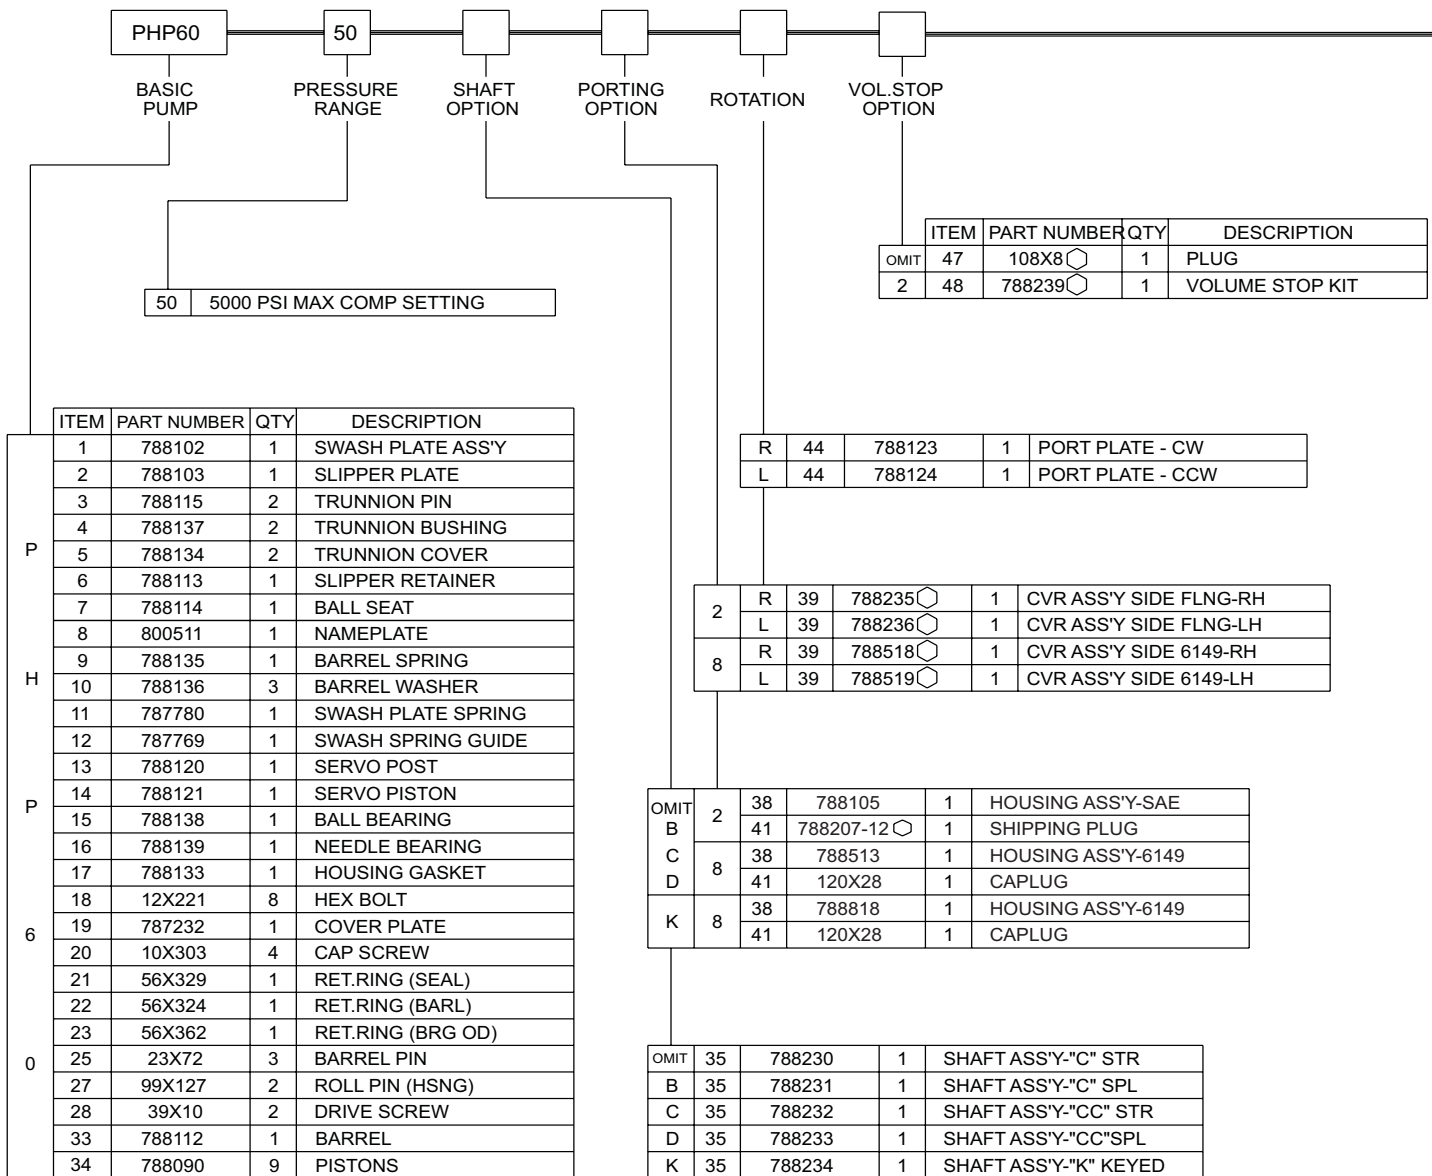 PHP60 50
BASIC PUMP
PRESSURE RANGE
SHAFT OPTION
PORTING OPTION
ROTATION
VOL.STOP OPTION
ITEM PART NUMBER QTY DESCRIPTION
OMIT 47 108X8 1 PLUG
2 48 788239 1 VOLUME STOP KIT
50 5000 PSI MAX COMP SETTING
P H P 6 0
ITEM PART NUMBER QTY DESCRIPTION
1 788102 1 SWASH PLATE ASS'Y
2 788103 1 SLIPPER PLATE
3 788115 2 TRUNNION PIN
4 788137 2 TRUNNION BUSHING
5 788134 2 TRUNNION COVER
6 788113 1 SLIPPER RETAINER
7 788114 1 BALL SEAT
8 800511 1 NAMEPLATE
9 788135 1 BARREL SPRING
10 788136 3 BARREL WASHER
11 787780 1 SWASH PLATE SPRING
12 787769 1 SWASH SPRING GUIDE
13 788120 1 SERVO POST
14 788121 1 SERVO PISTON
15 788138 1 BALL BEARING
16 788139 1 NEEDLE BEARING
17 788133 1 HOUSING GASKET
18 12X221 8 HEX BOLT
19 787232 1 COVER PLATE
20 10X303 4 CAP SCREW
21 56X329 1 RET.RING (SEAL)
22 56X324 1 RET.RING (BARL)
23 56X362 1 RET.RING (BRG OD)
25 23X72 3 BARREL PIN
27 99X127 2 ROLL PIN (HSNG)
28 39X10 2 DRIVE SCREW
33 788112 1 BARREL
34 788090 9 PISTONS
R 44 788123 1 PORT PLATE - CW
L 44 788124 1 PORT PLATE - CCW
2 R 39 788235 1 CVR ASS'Y SIDE FLNG-RH
L 39 788236 1 CVR ASS'Y SIDE FLNG-LH
8 R 39 788518 1 CVR ASS'Y SIDE 6149-RH
L 39 788519 1 CVR ASS'Y SIDE 6149-LH
OMIT 2 38 788105 1 HOUSING ASS'Y-SAE
B 41 788207-12 1 SHIPPING PLUG
C 8 38 788513 1 HOUSING ASS'Y-6149
D 41 120X28 1 CAPLUG
K 8 38 788818 1 HOUSING ASS'Y-6149
41 120X28 1 CAPLUG
OMIT 35 788230 1 SHAFT ASS'Y-"C" STR
B 35 788231 1 SHAFT ASS'Y-"C" SPL
C 35 788232 1 SHAFT ASS'Y-"CC" STR
D 35 788233 1 SHAFT ASS'Y-"CC"SPL
K 35 788234 1 SHAFT ASS'Y-"K" KEYED